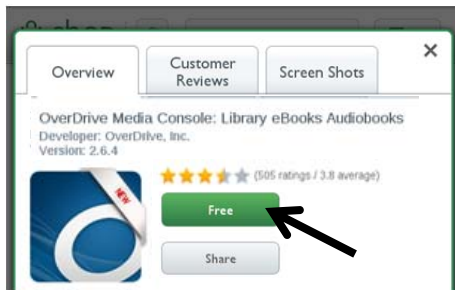 Overview
Customer
Reviews
Screen Shots
OverDrive Media Console: Library eBooks Audiobooks
Developer: OverDrive, Inc.
Version: 2.6.4
NEW
(505 ratings / 3.8 average)
Free
Share